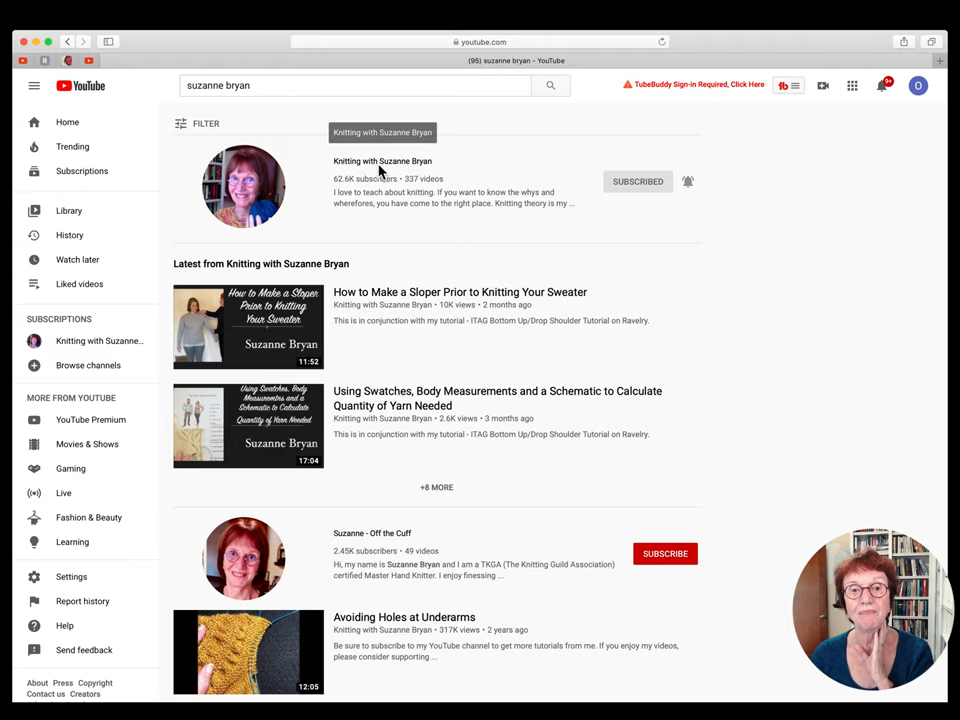 youtube.com
(95) suzanne bryan - YouTube
YouTube
suzanne bryan
TubeBuddy Sign-in Required, Click Here
tb
9+
O
Home
Trending
Subscriptions
Library
History
Watch later
Liked videos
SUBSCRIPTIONS
Knitting with Suzanne...
Browse channels
MORE FROM YOUTUBE
YouTube Premium
Movies & Shows
Gaming
Live
Fashion & Beauty
Learning
Settings
Report history
Help
Send feedback
About Press Copyright
Contact us Creators
FILTER
Knitting with Suzanne Bryan
Knitting with Suzanne Bryan
62.6K subscribers • 337 videos
I love to teach about knitting. If you want to know the whys and
wherefores, you have come to the right place. Knitting theory is my ...
SUBSCRIBED
Latest from Knitting with Suzanne Bryan
How to Make a Sloper
Prior to Knitting
Your Sweater
Suzanne Bryan
11:52
How to Make a Sloper Prior to Knitting Your Sweater
Knitting with Suzanne Bryan • 10K views • 2 months ago
This is in conjunction with my tutorial - ITAG Bottom Up/Drop Shoulder Tutorial on Ravelry.
Using Swatches, Body
Measurements and a
Schematic to Calculate
Quantity of Yarn Needed
Suzanne Bryan
17:04
Using Swatches, Body Measurements and a Schematic to Calculate
Quantity of Yarn Needed
Knitting with Suzanne Bryan • 2.6K views • 3 months ago
This is in conjunction with my tutorial - ITAG Bottom Up/Drop Shoulder Tutorial on Ravelry.
+8 MORE
Suzanne - Off the Cuff
2.45K subscribers • 49 videos
Hi, my name is Suzanne Bryan and I am a TKGA (The Knitting Guild Association)
certified Master Hand Knitter. I enjoy finessing ...
SUBSCRIBE
12:05
Avoiding Holes at Underarms
Knitting with Suzanne Bryan • 317K views • 2 years ago
Be sure to subscribe to my YouTube channel to get more tutorials from me. If you enjoy my videos,
please consider supporting ...